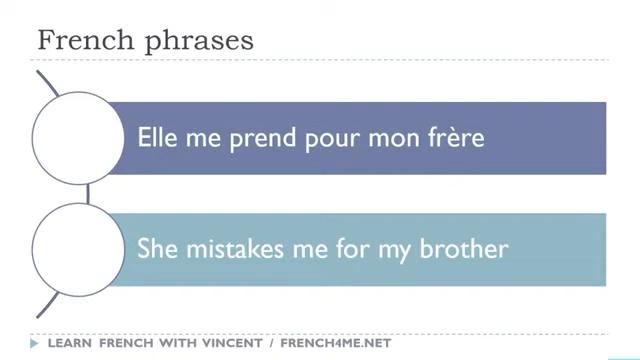 French phrases
Elle me prend pour mon frère
She mistakes me for my brother
LEARN FRENCH WITH VINCENT / FRENCH4ME.NET